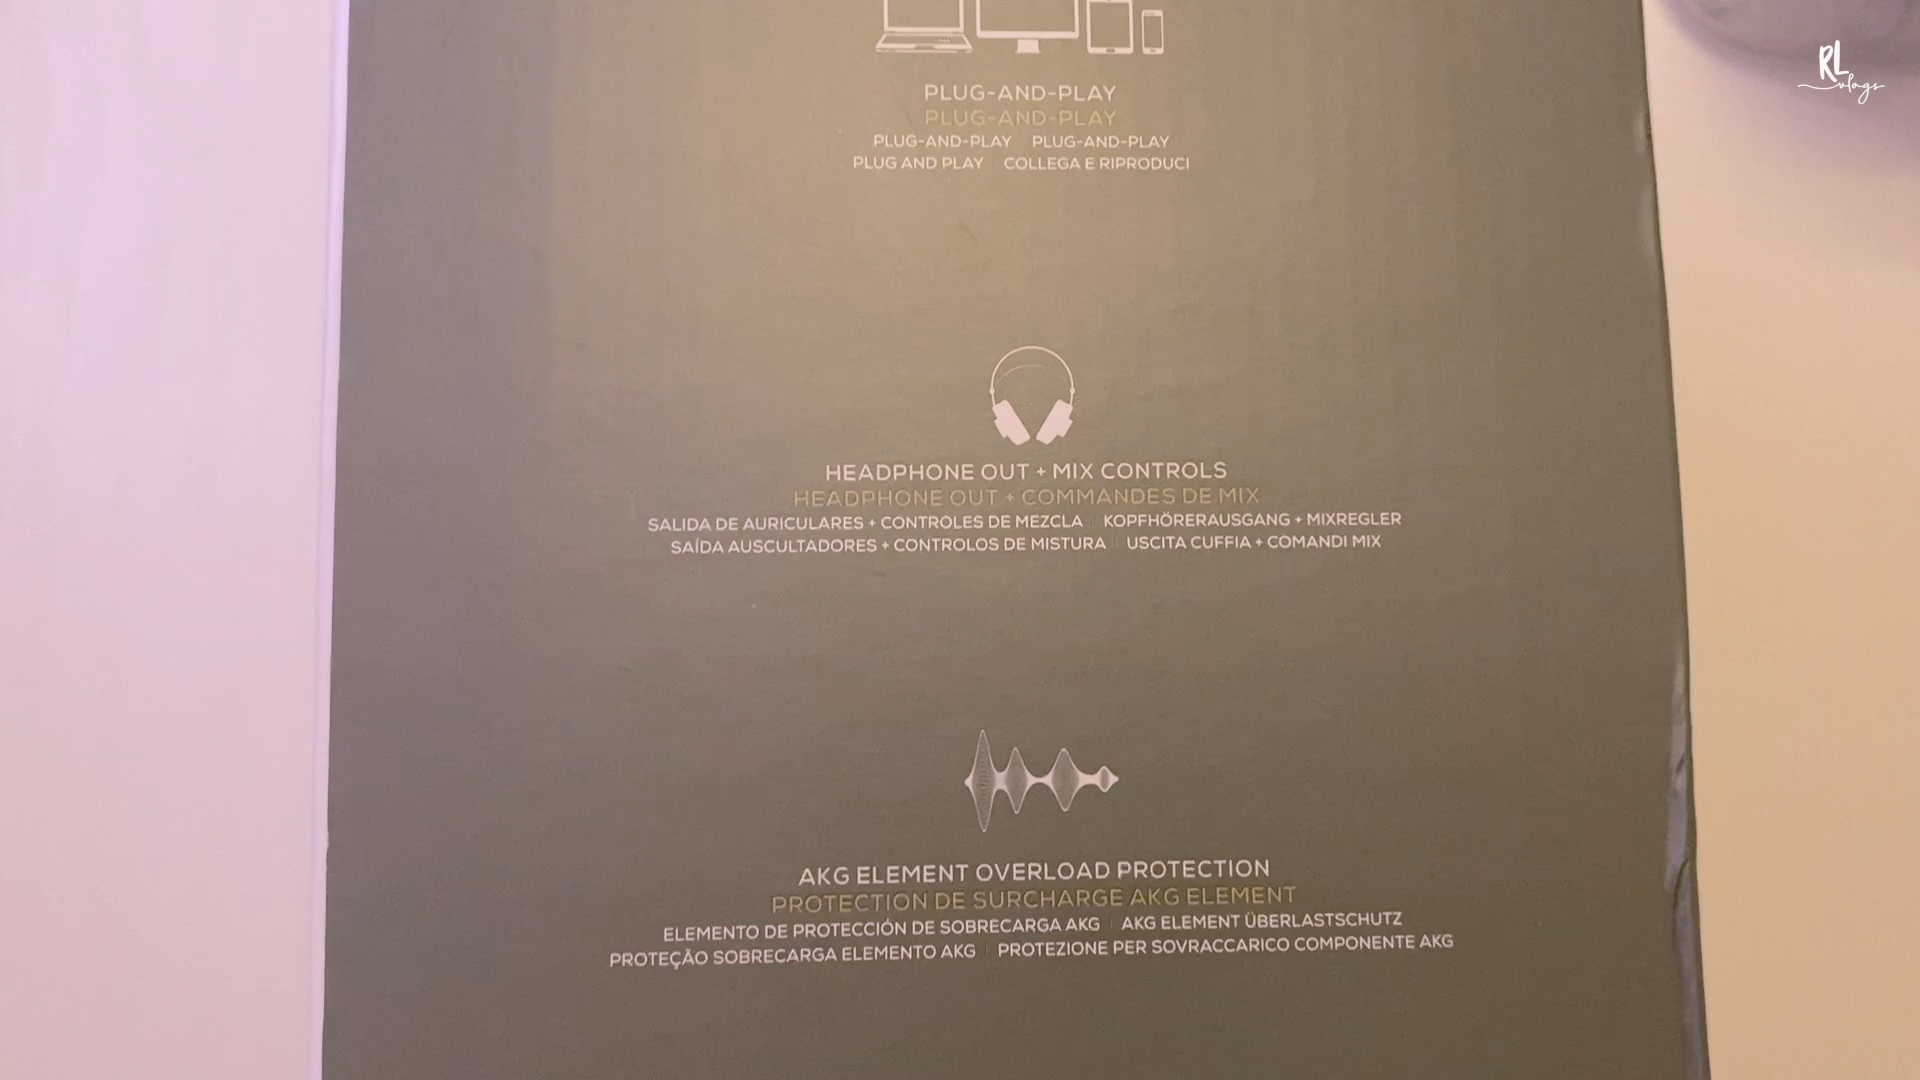 RL
vlogs
PLUG-AND-PLAY
PLUG-AND-PLAY
PLUG-AND-PLAY PLUG-AND-PLAY
PLUG AND PLAY COLLEGA E RIPRODUCI
HEADPHONE OUT + MIX CONTROLS
HEADPHONE OUT + COMMANDES DE MIX
SALIDA DE AURICULARES + CONTROLES DE MEZCLA | KOPFHÖRERAUSGANG + MIXREGLER
SAÍDA AUSCULTADORES + CONTROLOS DE MISTURA | USCITA CUFFIA + COMANDI MIX
AKG ELEMENT OVERLOAD PROTECTION
PROTECTION DE SURCHARGE AKG ELEMENT
ELEMENTO DE PROTECCIÓN DE SOBRECARGA AKG | AKG ELEMENT ÜBERLASTSCHUTZ
PROTEÇÃO SOBRECARGA ELEMENTO AKG | PROTEZIONE PER SOVRACCARICO COMPONENTE AKG